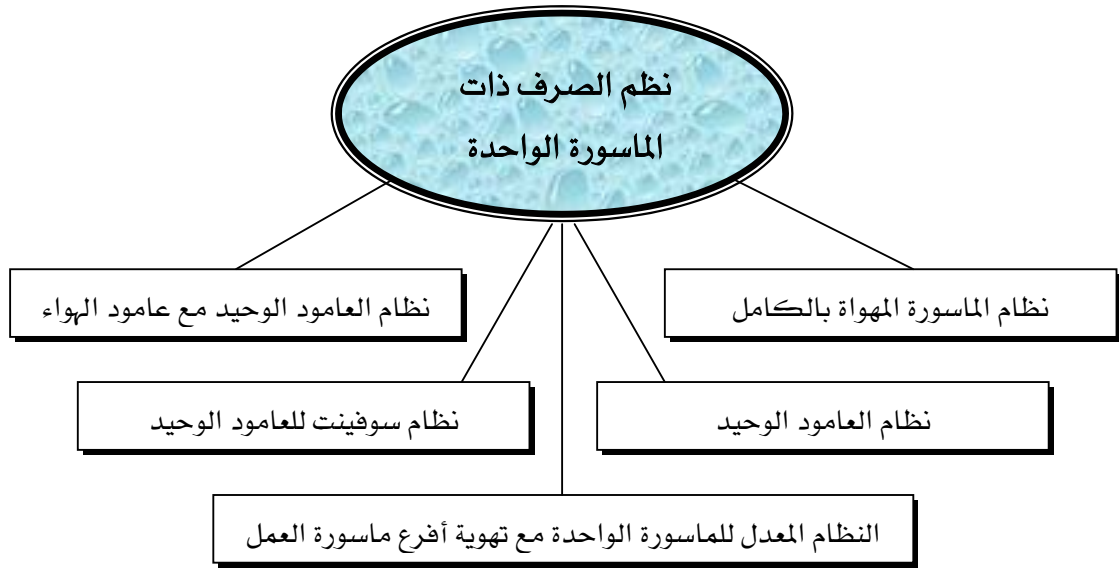 نظم الصرف ذات
الماسورة الواحدة
نظام الماسورة المهواة بالكامل
نظام العامود الوحيد مع عامود الهواء
نظام العامود الوحيد
نظام سوفينت للعامود الوحيد
النظام المعدل للماسورة الواحدة مع تهوية أفرع ماسورة العمل